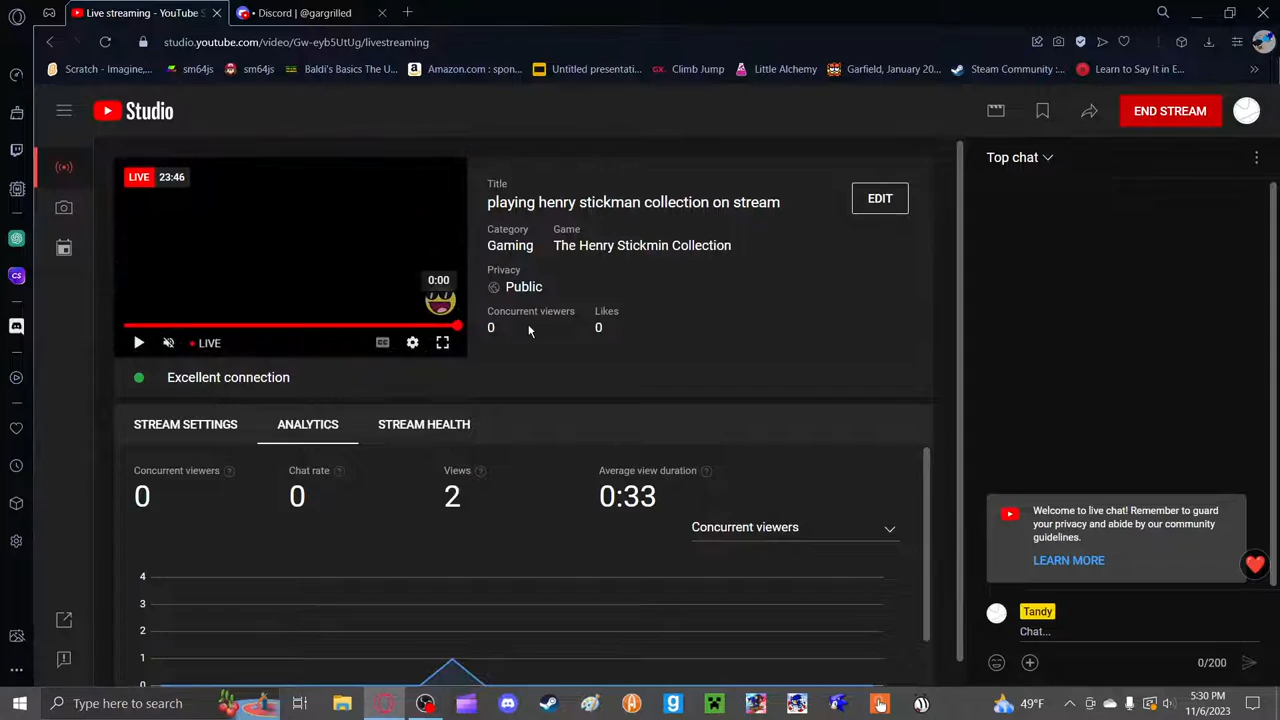 Live streaming - YouTube S
• Discord | @gargrilled
studio.youtube.com/video/Gw-eyb5UtUg/livestreaming
Scratch - Imagine,...
sm64js
sm64js
Baldi's Basics The U...
Amazon.com : spon...
Untitled presentati...
GX
Climb Jump
Little Alchemy
Garfield, January 20...
Steam Community :...
Learn to Say It in E...
Studio
END STREAM
LIVE 23:46
Title
playing henry stickman collection on stream
EDIT
Category Game
Gaming The Henry Stickmin Collection
Privacy
Public
Concurrent viewers Likes
0 0
0:00
LIVE
CC
Excellent connection
STREAM SETTINGS ANALYTICS STREAM HEALTH
Concurrent viewers ? Chat rate ? Views ? Average view duration ?
0 0 2 0:33
Concurrent viewers
4
3
2
1
0
Top chat
Welcome to live chat! Remember to guard
your privacy and abide by our community
guidelines.
LEARN MORE
Tandy
Chat...
0/200
CS
Type here to search
49°F
5:30 PM
11/6/2023